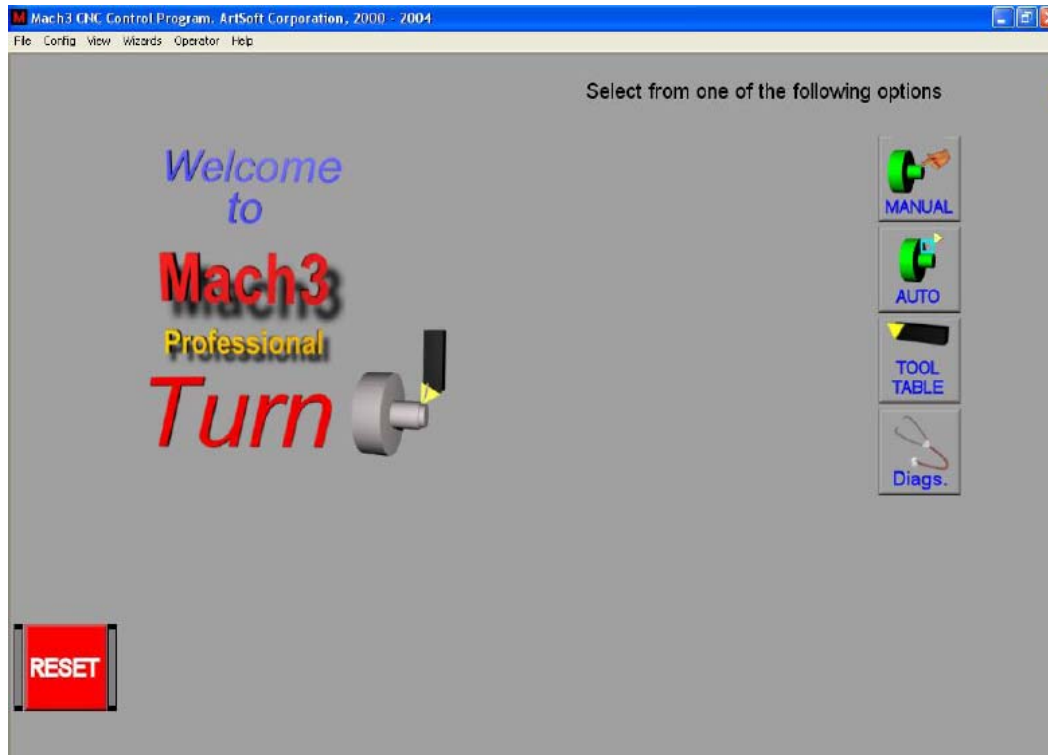 M Mach3 CNC Control Program. ArtSoft Corporation, 2000 - 2004
File Config View Wizards Operator Help
Select from one of the following options
Welcome
to
Mach3
Professional
Turn
MANUAL
AUTO
TOOL
TABLE
Diags.
RESET